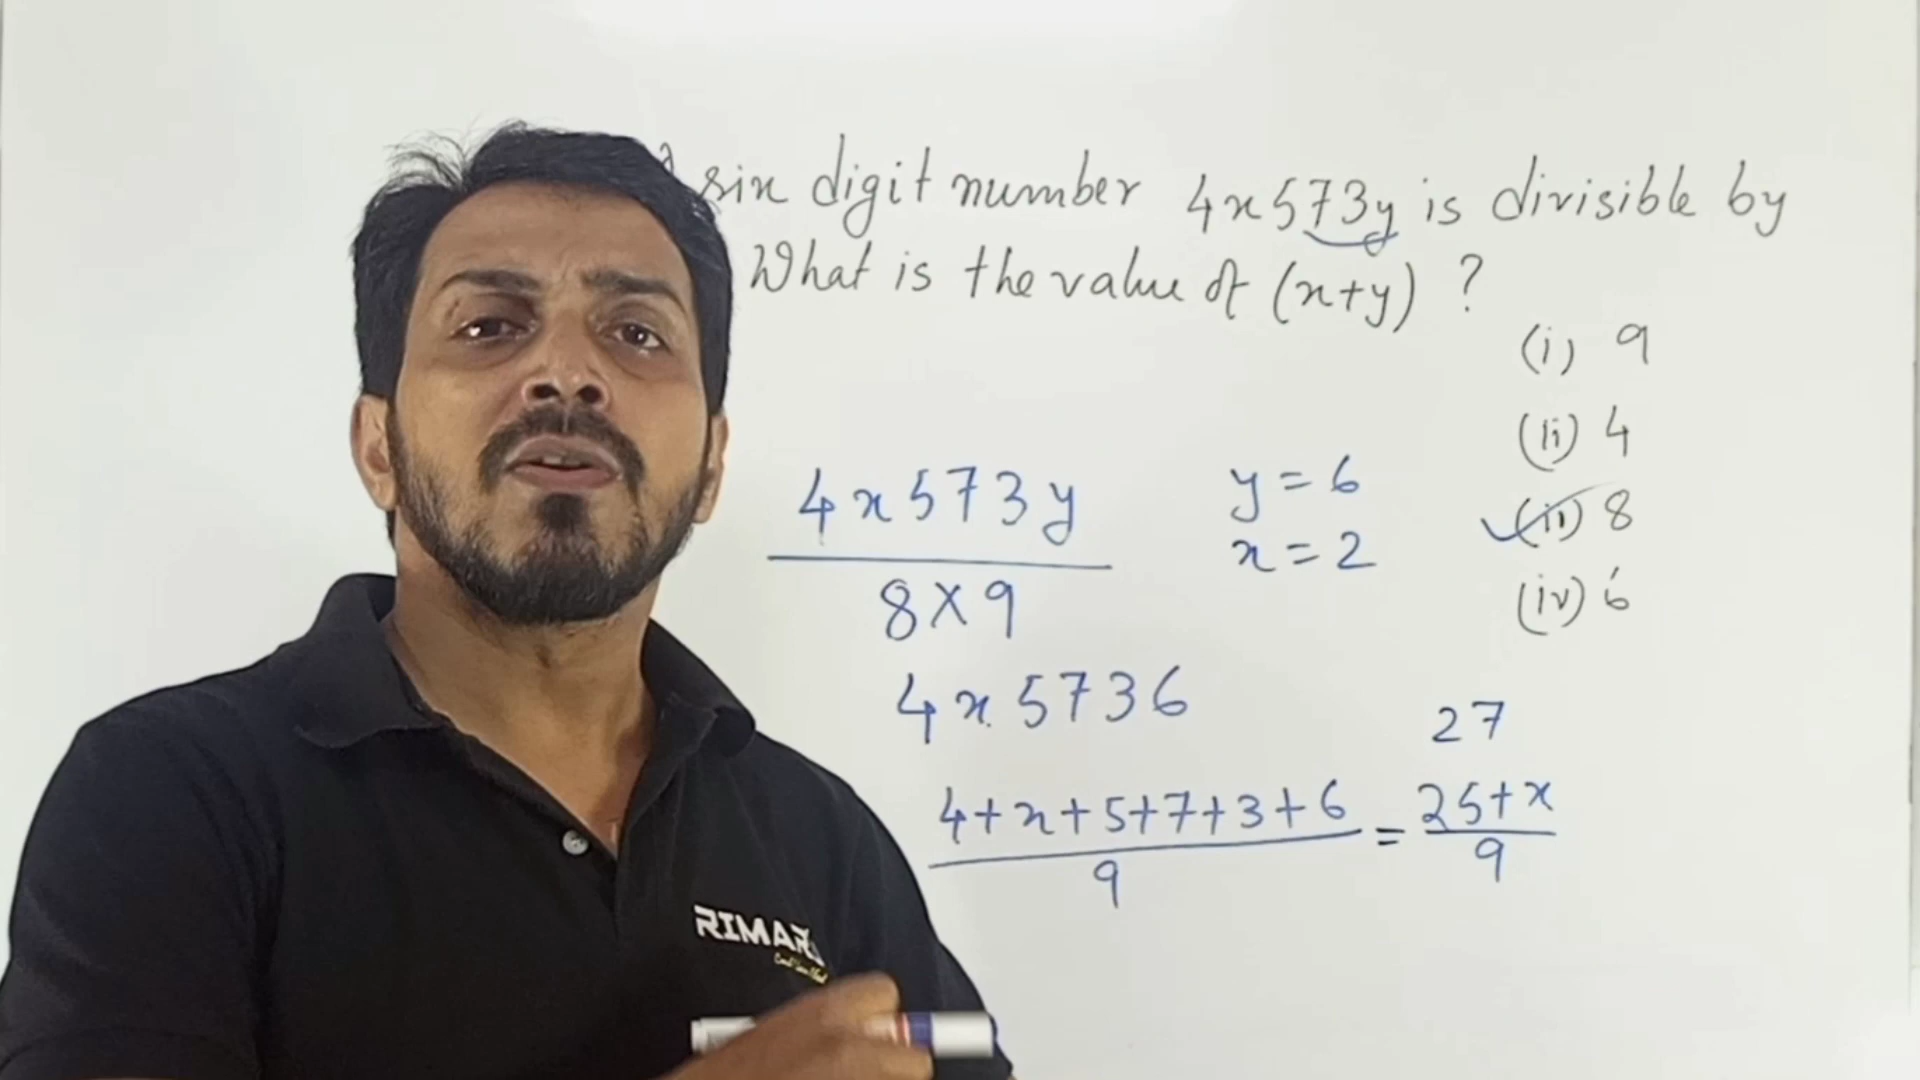 six digit number 4x573y is divisible by
What is the value of (x+y) ?
(i) 9
(ii) 4
(iii) 8
(iv) 6
4x573y
8×9
y = 6
x = 2
4x5736
27
4+x+5+7+3+6 = 25+x
9 9
RIMAR